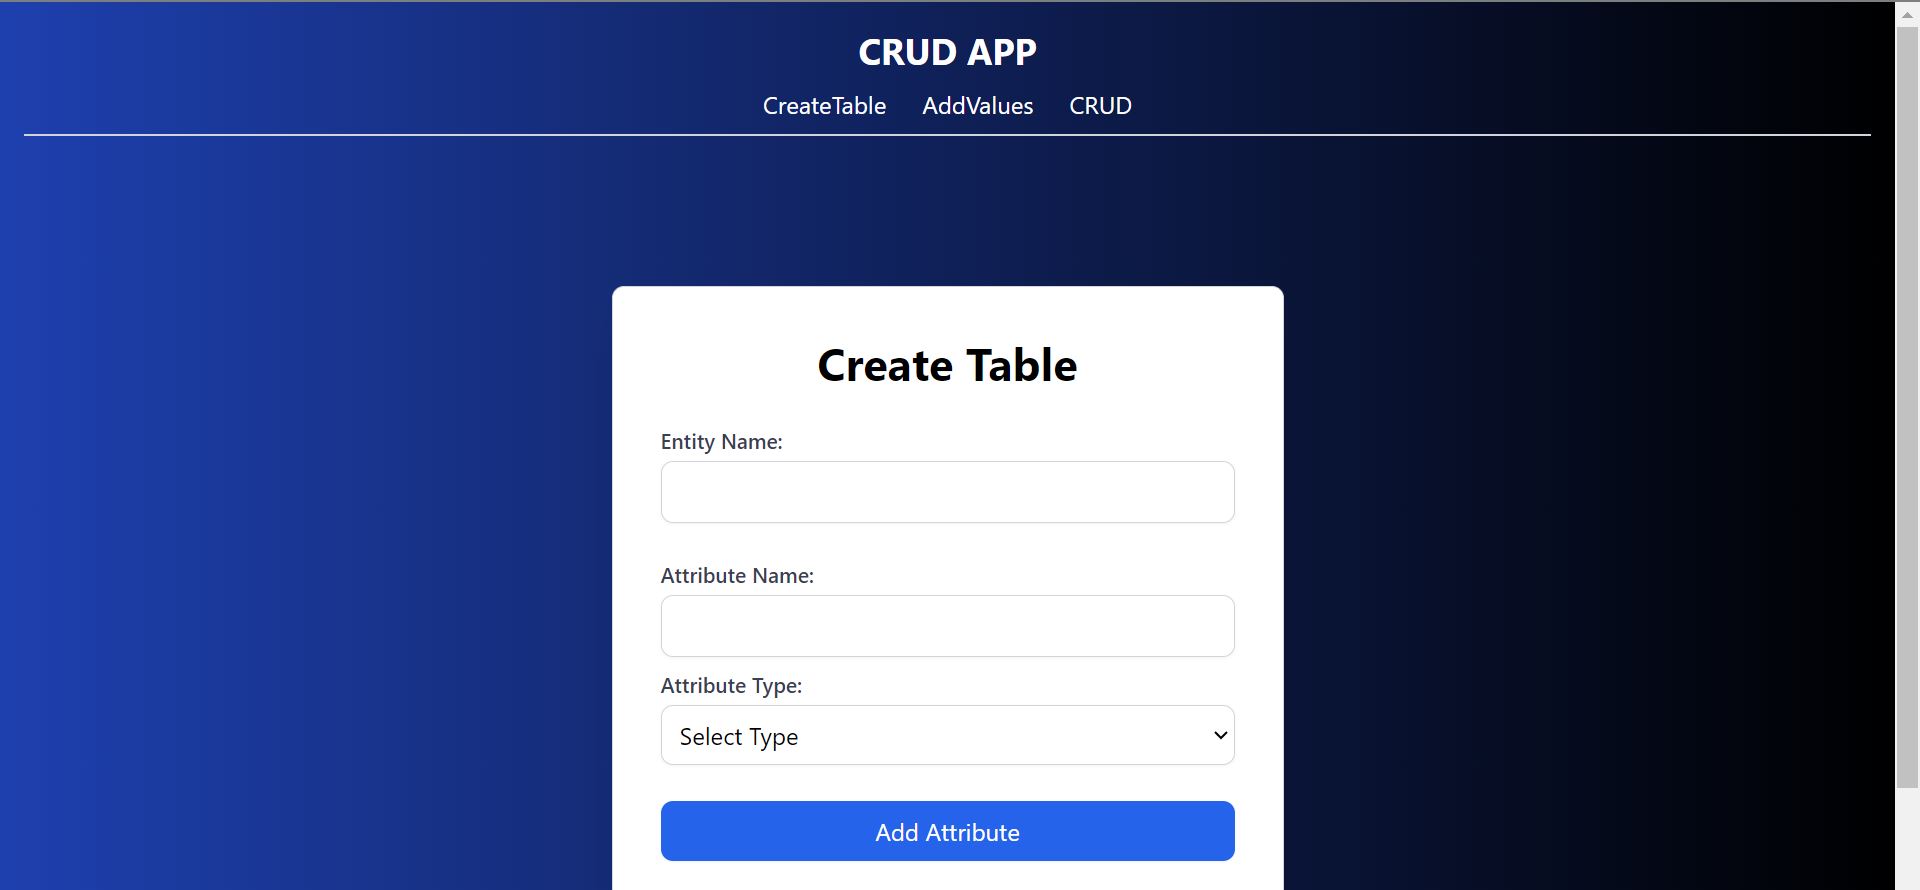 CRUD APP
CreateTable AddValues CRUD
Create Table
Entity Name:
Attribute Name:
Attribute Type:
Select Type
Add Attribute